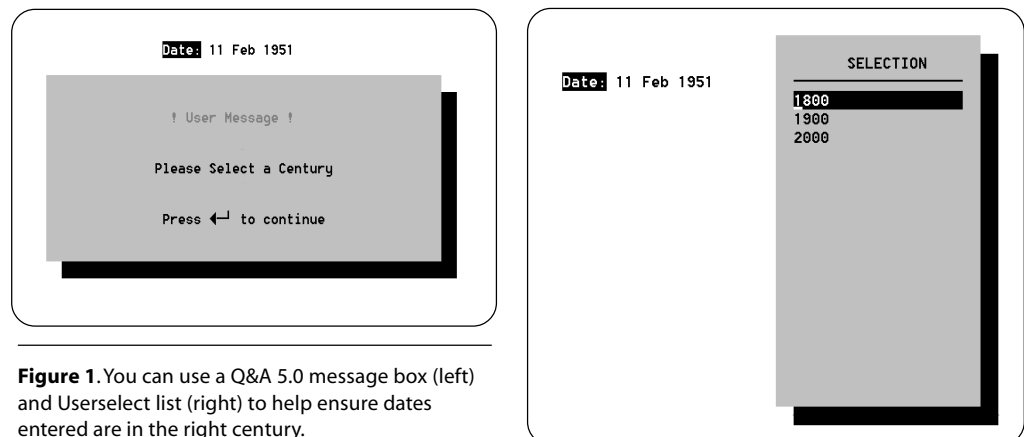 Date: 11 Feb 1951
! User Message !
Please Select a Century
Press ↵ to continue
Date: 11 Feb 1951
SELECTION
1800
1900
2000
Figure 1. You can use a Q&A 5.0 message box (left)
and Userselect list (right) to help ensure dates
entered are in the right century.